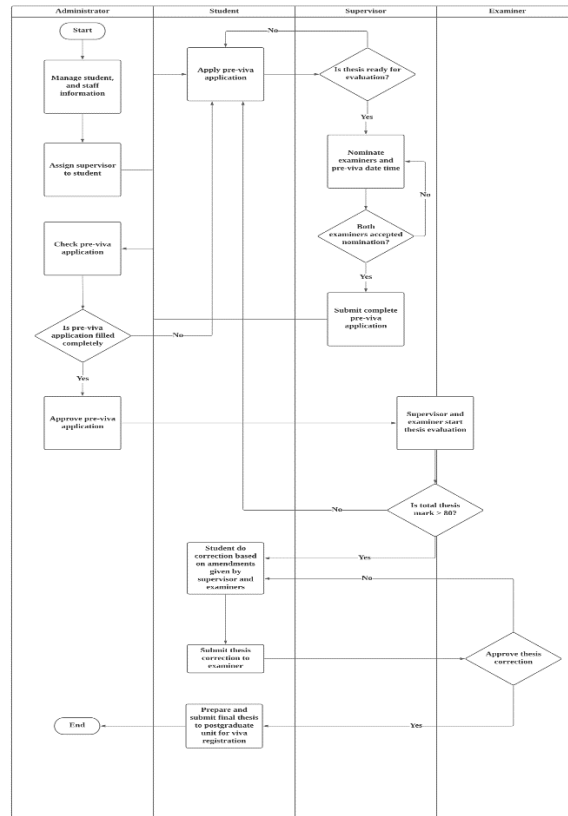 Administrator
Student
Supervisor
Examiner
Start
No
Manage student,
and staff
information
Apply pre-viva
application
Is thesis ready for
evaluation?
Yes
Assign supervisor
to student
Nominate
examiners and
pre-viva date time
No
Check pre-viva
application
Both
examiners accepted
nomination?
Yes
Is pre-viva
application filled
completely
No
Submit complete
pre-viva
application
Yes
Approve pre-viva
application
Supervisor and
examiner start
thesis evaluation
Is total thesis
mark > 80?
No
Yes
Student do
correction based
on amendments
given by
supervisor and
examiners
No
Submit thesis
correction to
examiner
Approve thesis
correction
Yes
Prepare and
submit final thesis
to postgraduate
unit for viva
registration
End